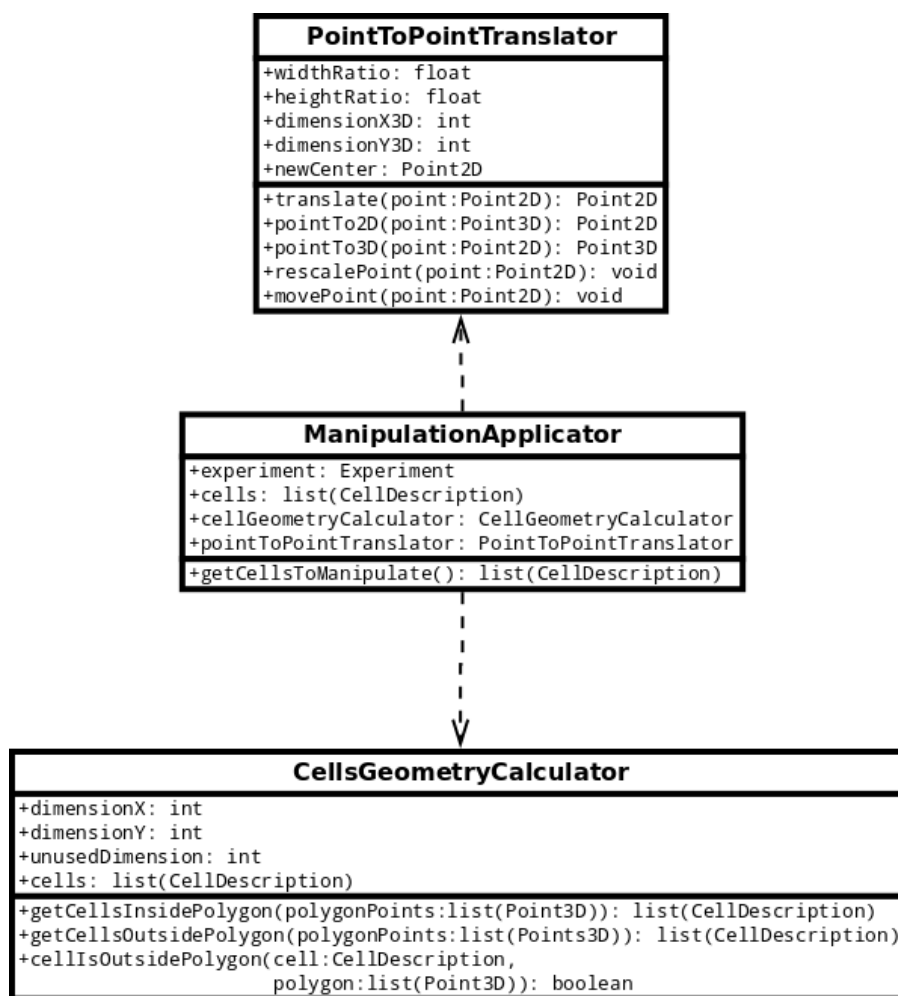 PointToPointTranslator
+widthRatio: float
+heightRatio: float
+dimensionX3D: int
+dimensionY3D: int
+newCenter: Point2D
+translate(point:Point2D): Point2D
+pointTo2D(point:Point3D): Point2D
+pointTo3D(point:Point2D): Point3D
+rescalePoint(point:Point2D): void
+movePoint(point:Point2D): void
ManipulationApplicator
+experiment: Experiment
+cells: list(CellDescription)
+cellGeometryCalculator: CellGeometryCalculator
+pointToPointTranslator: PointToPointTranslator
+getCellsToManipulate(): list(CellDescription)
CellsGeometryCalculator
+dimensionX: int
+dimensionY: int
+unusedDimension: int
+cells: list(CellDescription)
+getCellsInsidePolygon(polygonPoints:list(Point3D)): list(CellDescription)
+getCellsOutsidePolygon(polygonPoints:list(Points3D)): list(CellDescription)
+cellIsOutsidePolygon(cell:CellDescription,
polygon:list(Point3D)): boolean